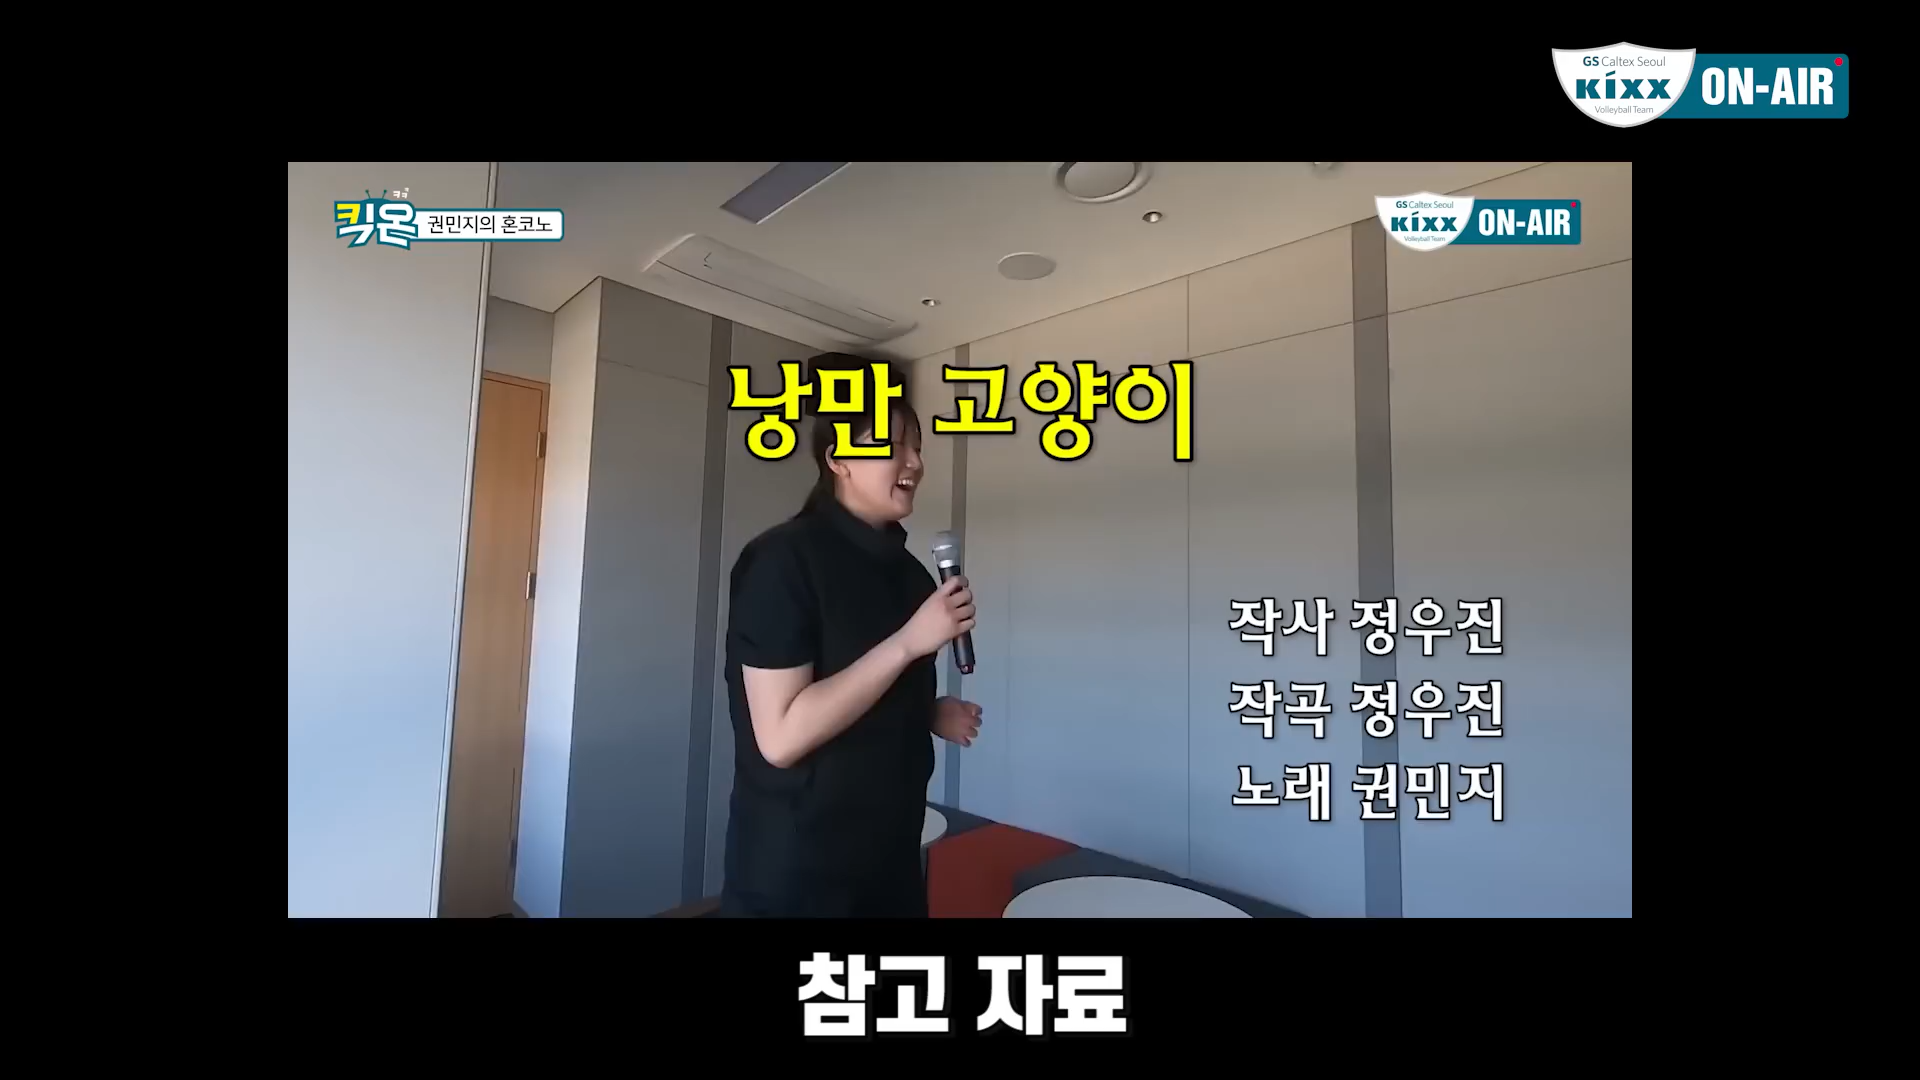 GS Caltex Seoul
Kixx
Volleyball Team
ON-AIR
ㅋㅋ
킥온
권민지의 혼코노
GS Caltex Seoul
Kixx
Volleyball Team
ON-AIR
낭만 고양이
작사 정우진
작곡 정우진
노래 권민지
참고 자료